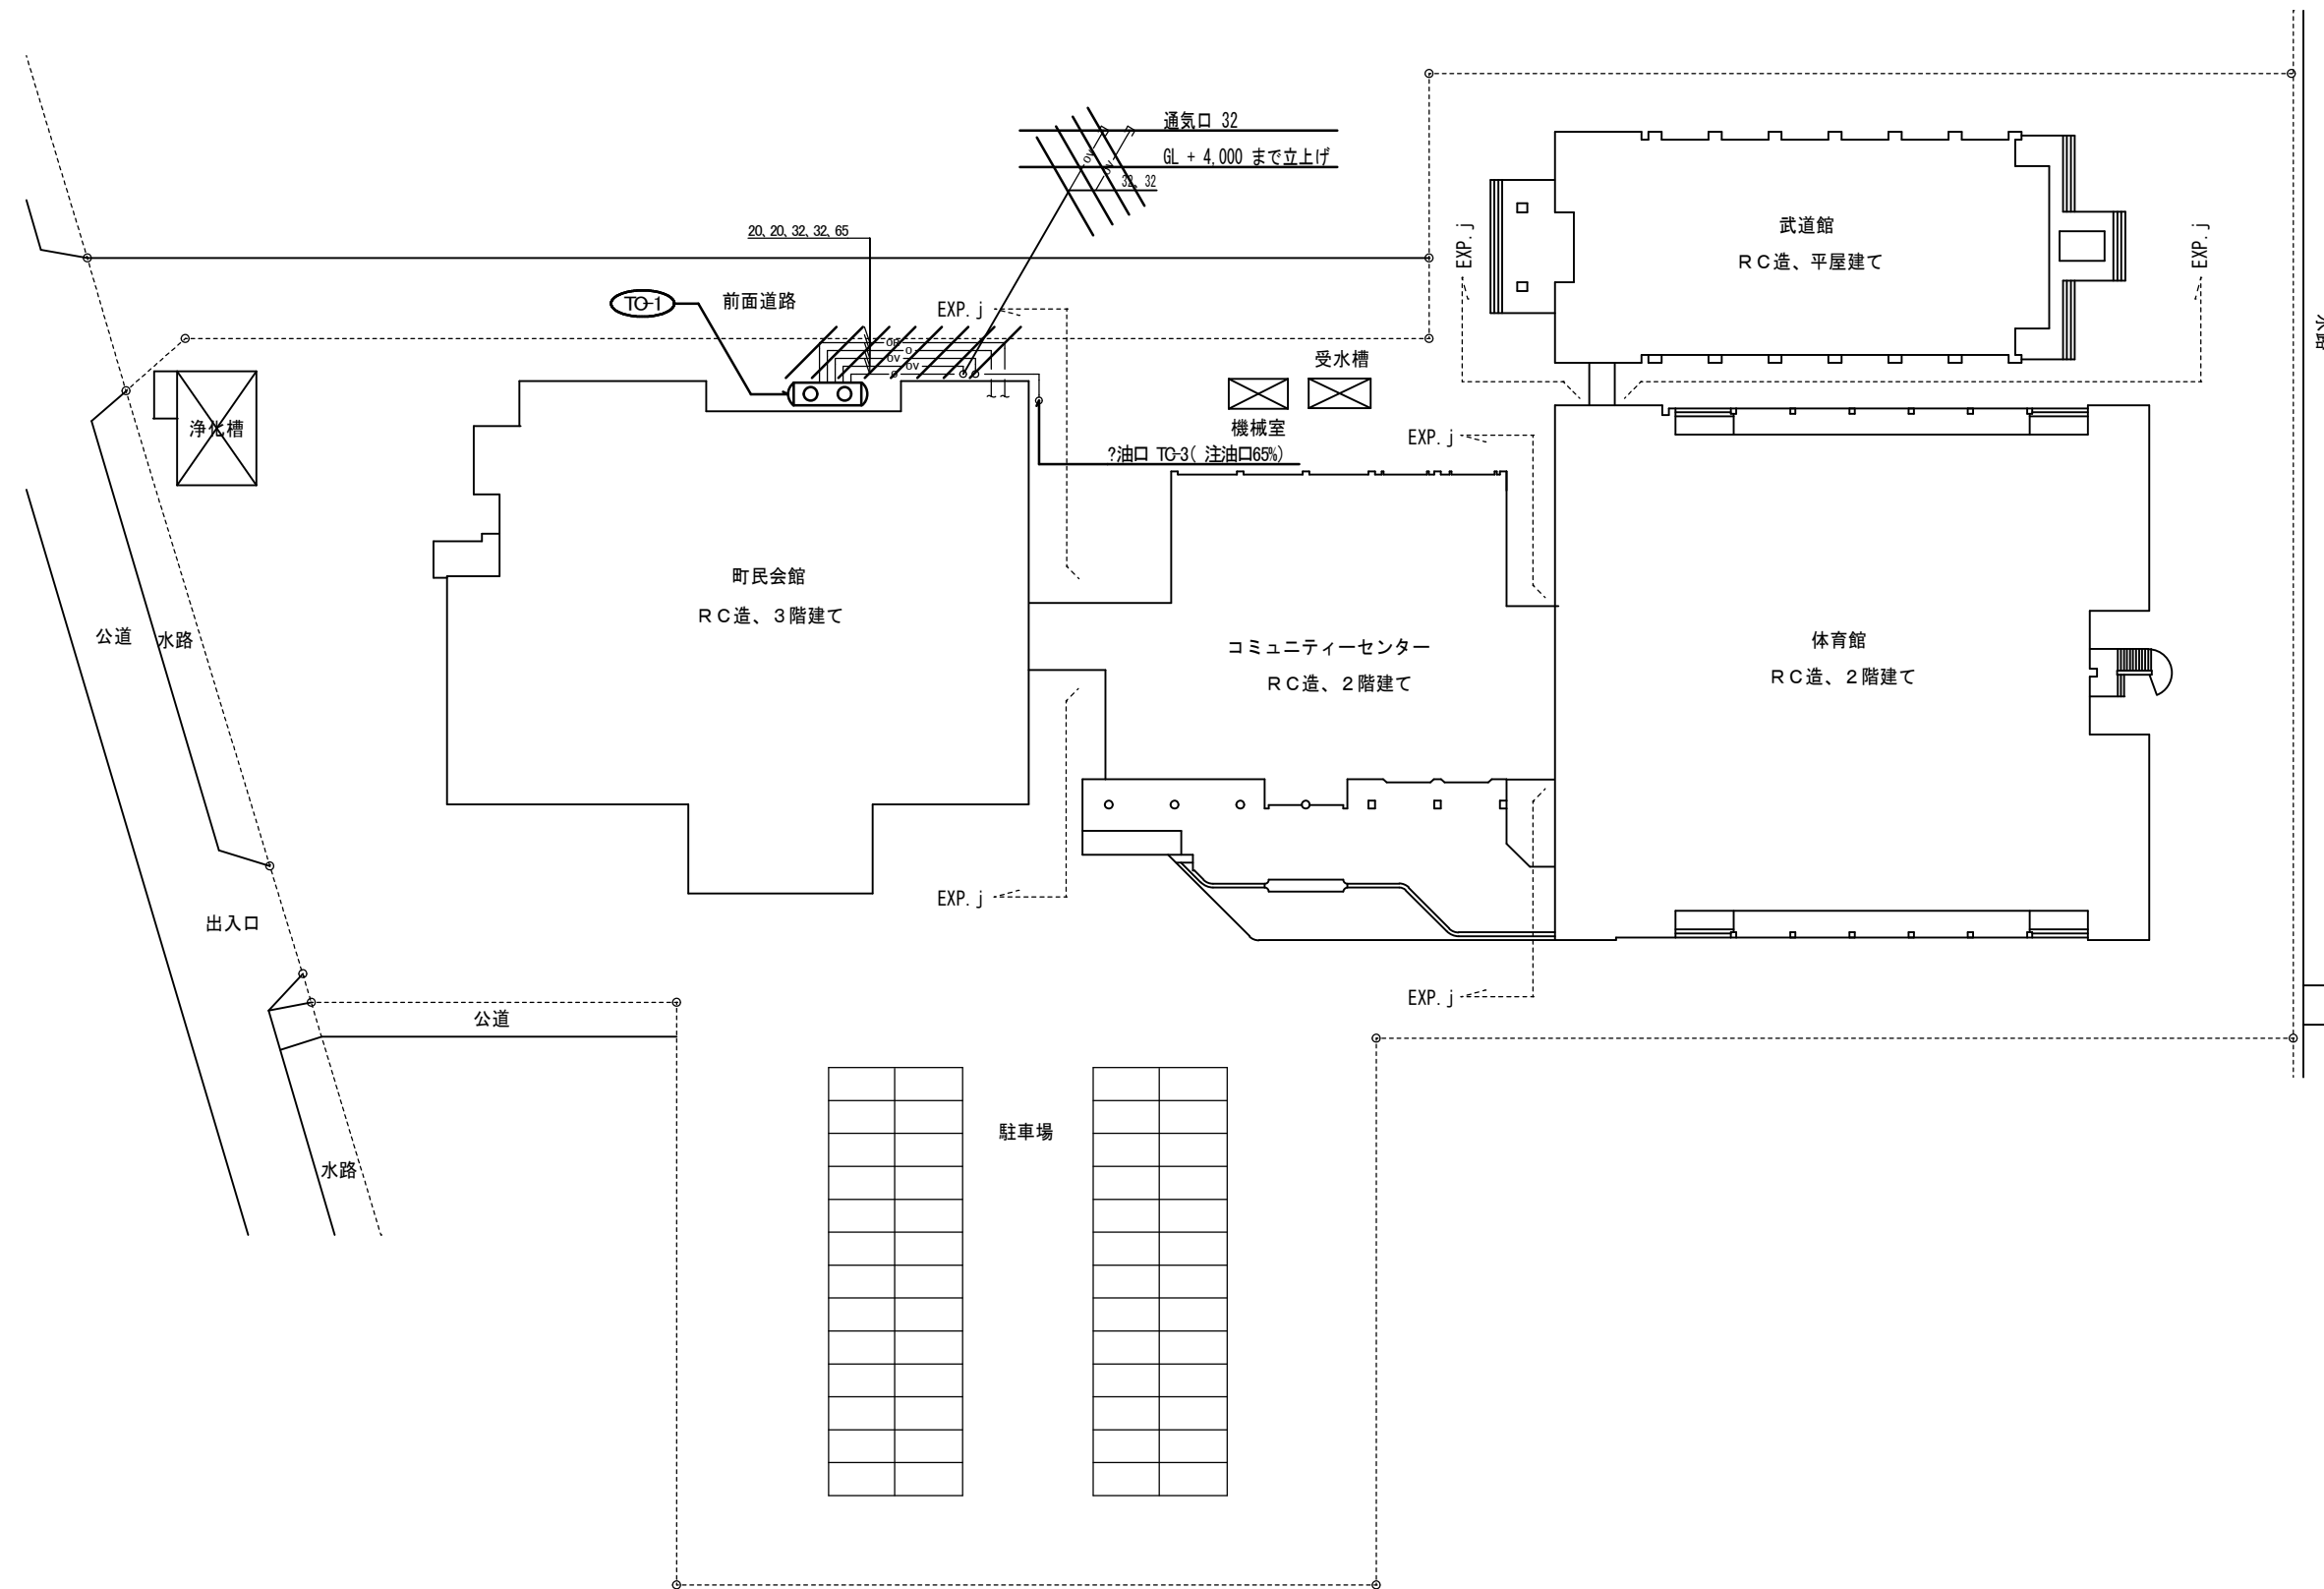 通気口 32
GL + 4,000 まで立上げ
32、32
20、20、32、32、65
TO-1
前面道路
EXP. j
OP
O
OV
OV
O
OV
OV
受水槽
機械室
?油口 TO-3( 注油口65%)
武道館
RC造、平屋建て
EXP. j
EXP. j
EXP. j
浄化槽
町民会館
RC造、3階建て
コミュニティーセンター
RC造、2階建て
体育館
RC造、2階建て
公道
水路
出入口
EXP. j
EXP. j
公道
水路
駐車場